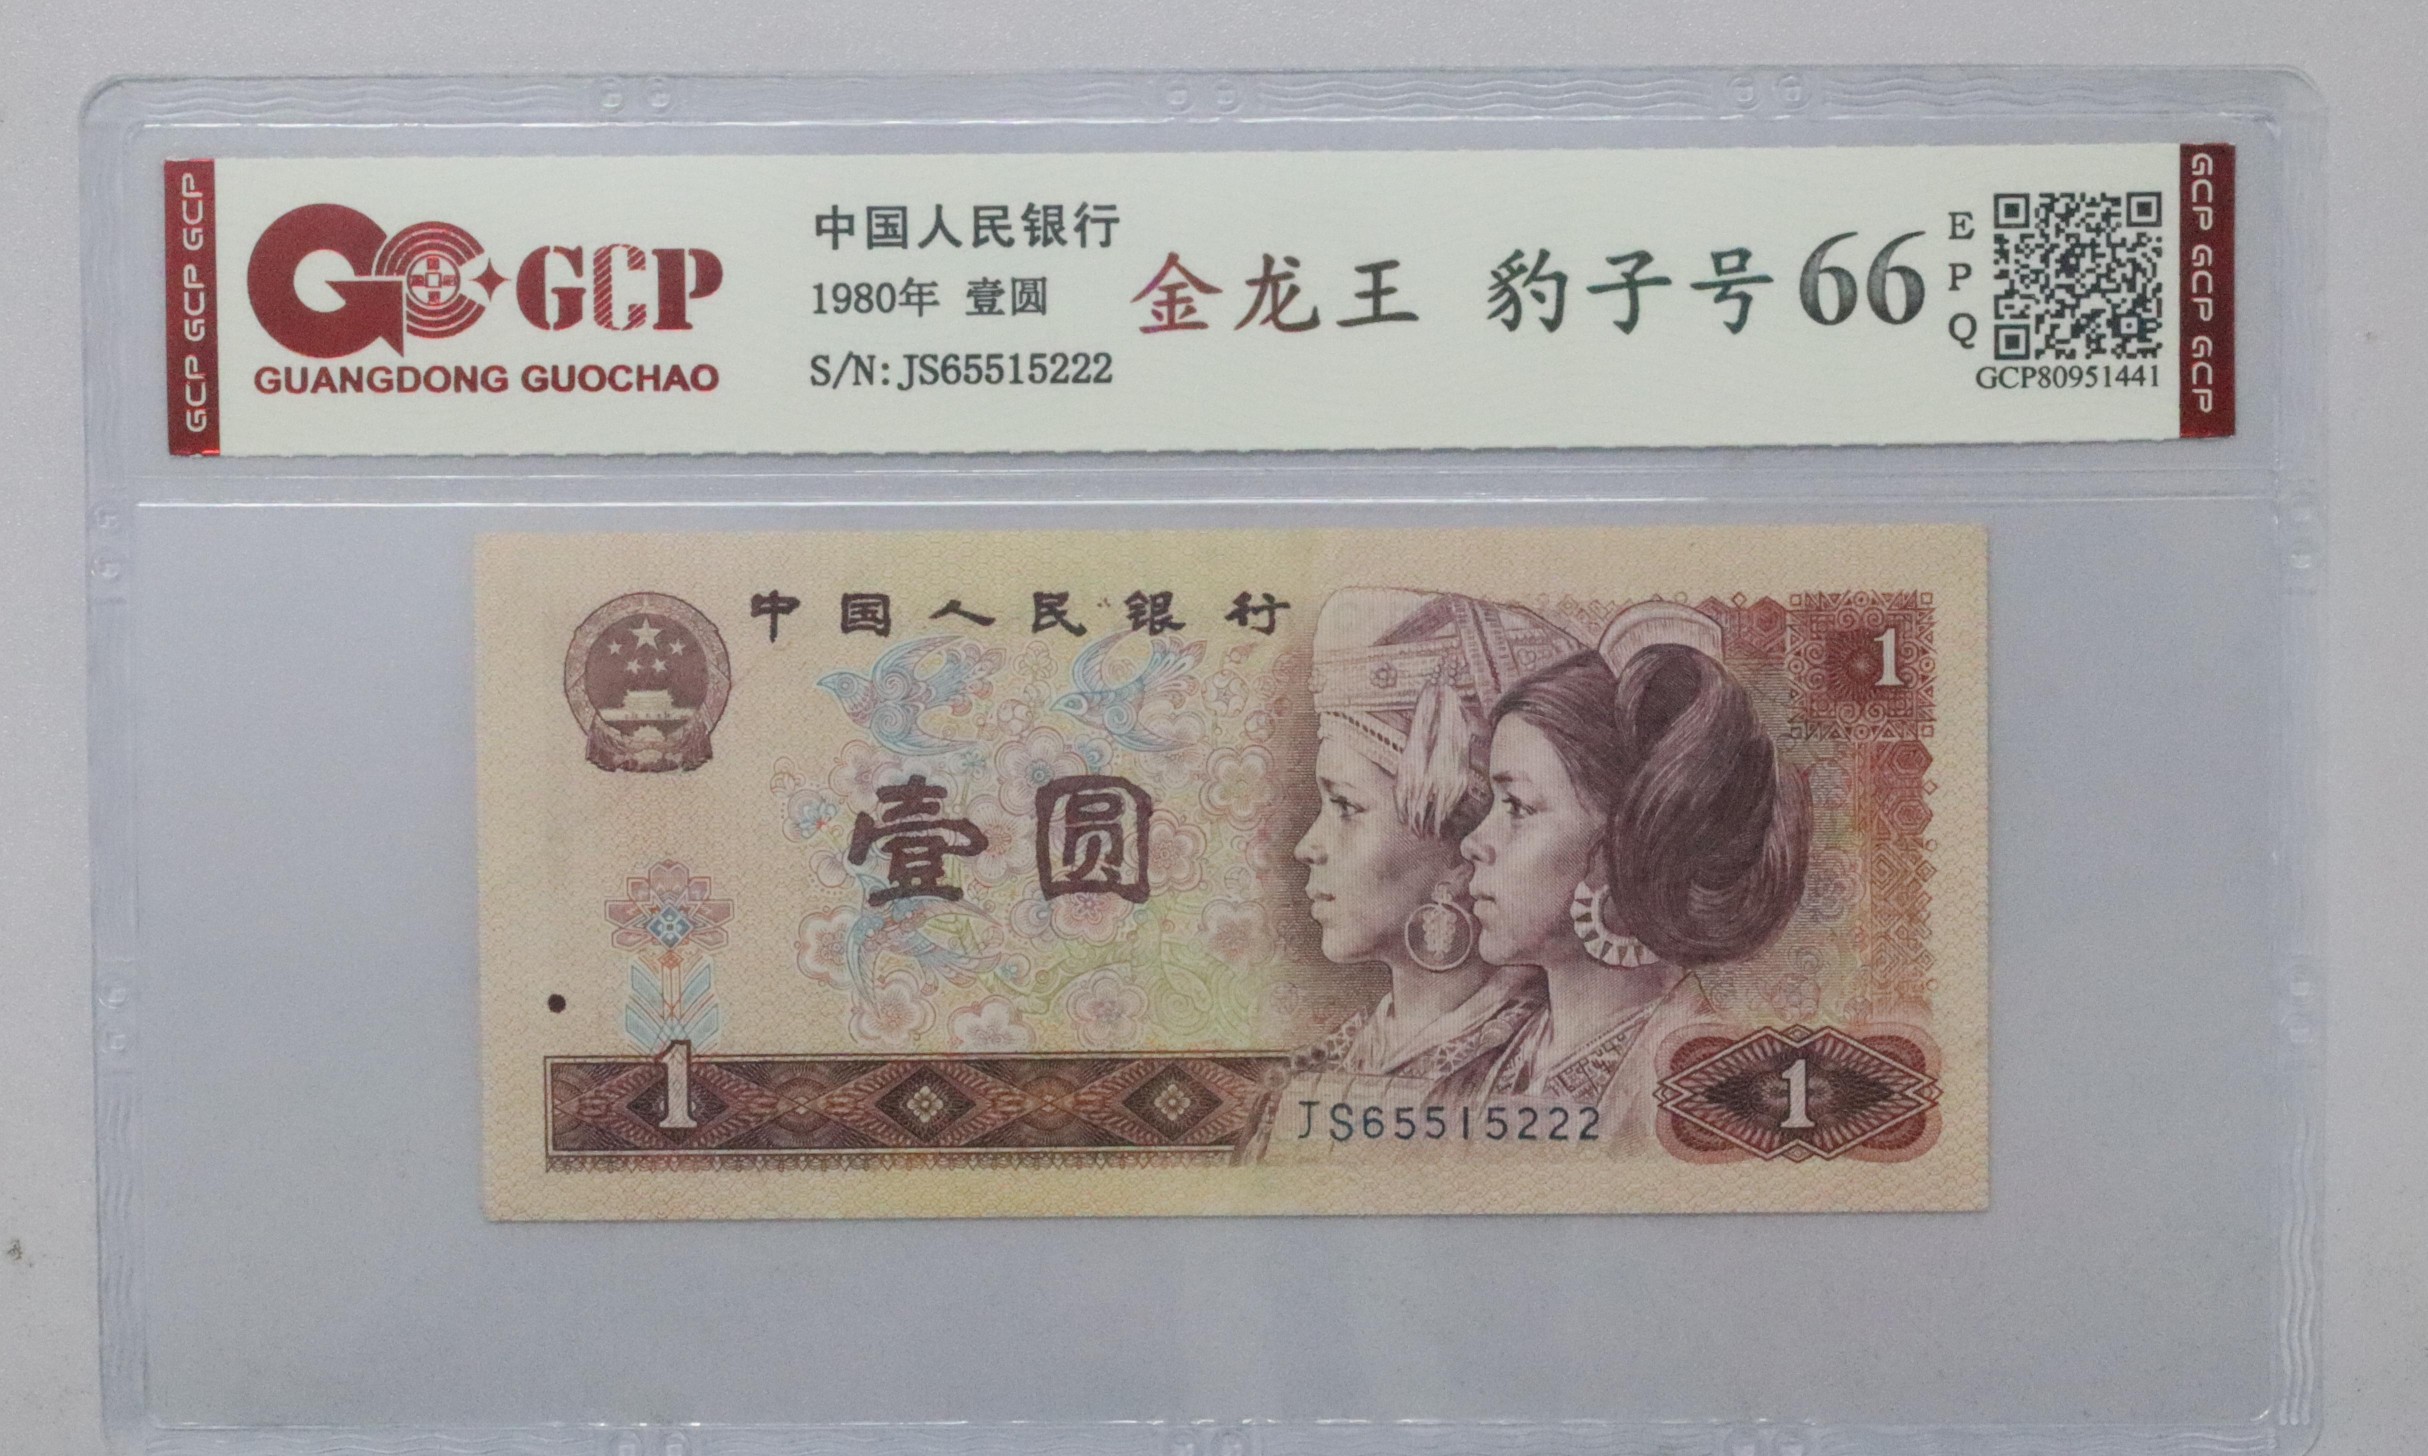 GCP GCP GCP
GCP
GUANGDONG GUOCHAO
中国人民银行
1980年 壹圆
S/N: JS65515222
金龙王 豹子号 66
EPQ
GCP80951441
GCP GCP GCP
中国人民银行
1
壹圆
1
JS65515222
1